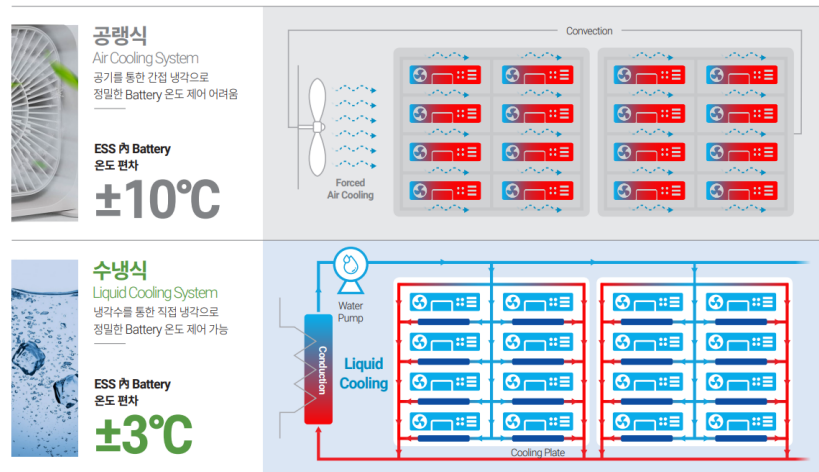 공랭식
Air Cooling System
공기를 통한 간접 냉각으로
정밀한 Battery 온도 제어 어려움
ESS 內 Battery
온도 편차
±10℃
Convection
Forced
Air Cooling
수냉식
Liquid Cooling System
냉각수를 통한 직접 냉각으로
정밀한 Battery 온도 제어 가능
ESS 內 Battery
온도 편차
±3℃
Water
Pump
Conduction
Liquid
Cooling
Cooling Plate